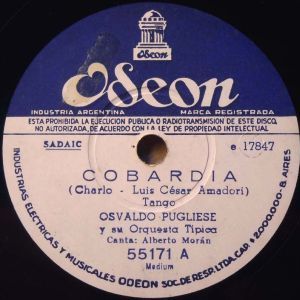 ODEON
Odeon
INDUSTRIA ARGENTINA
MARCA REGISTRADA
ESTA PROHIBIDA LA EJECUCION PUBLICA O RADIOTRANSMISION DE ESTE DISCO,
NO AUTORIZADA, DE ACUERDO CON LA LEY DE PROPIEDAD INTELECTUAL
SADAIC
e 17847
COBARDIA
(Charlo - Luis César Amadori)
Tango
OSVALDO PUGLIESE
y su Orquesta Típica
Canta: Alberto Morán
55171 A
Medium
INDUSTRIAS ELECTRICAS Y MUSICALES ODEON SOC. DE RESP. LTDA. CAP. $2.000.000.- B. AIRES